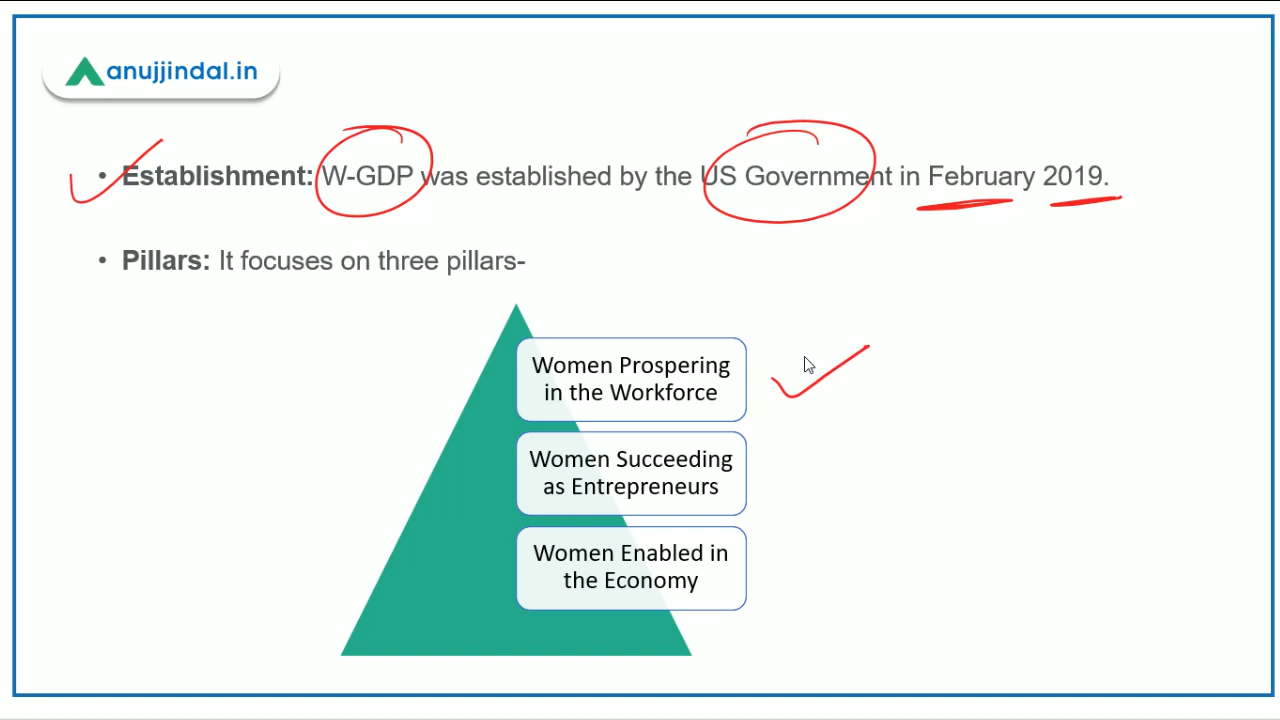 anujjindal.in
• Establishment: W-GDP was established by the US Government in February 2019.
• Pillars: It focuses on three pillars-
Women Prospering
in the Workforce
Women Succeeding
as Entrepreneurs
Women Enabled in
the Economy